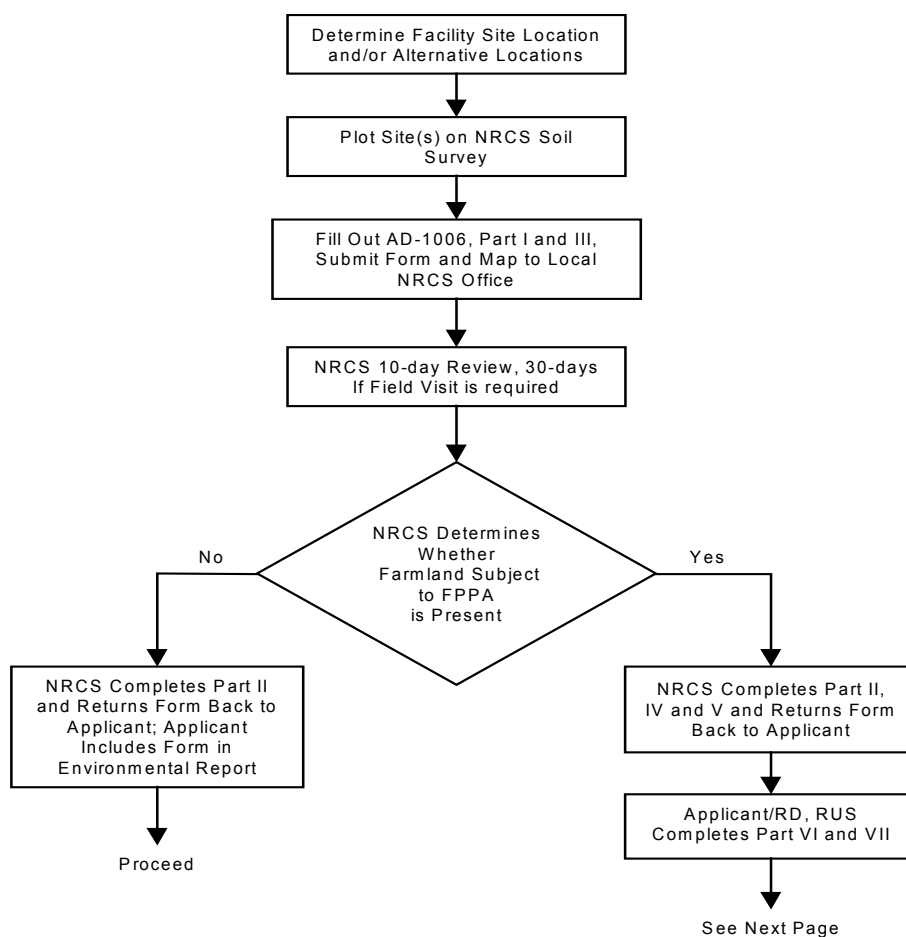 Determine Facility Site Location
and/or Alternative Locations
Plot Site(s) on NRCS Soil
Survey
Fill Out AD-1006, Part I and III,
Submit Form and Map to Local
NRCS Office
NRCS 10-day Review, 30-days
If Field Visit is required
NRCS Determines
Whether
Farmland Subject
to FPPA
is Present
No
Yes
NRCS Completes Part II
and Returns Form Back to
Applicant; Applicant
Includes Form in
Environmental Report
Proceed
NRCS Completes Part II,
IV and V and Returns Form
Back to Applicant
Applicant/RD, RUS
Completes Part VI and VII
See Next Page